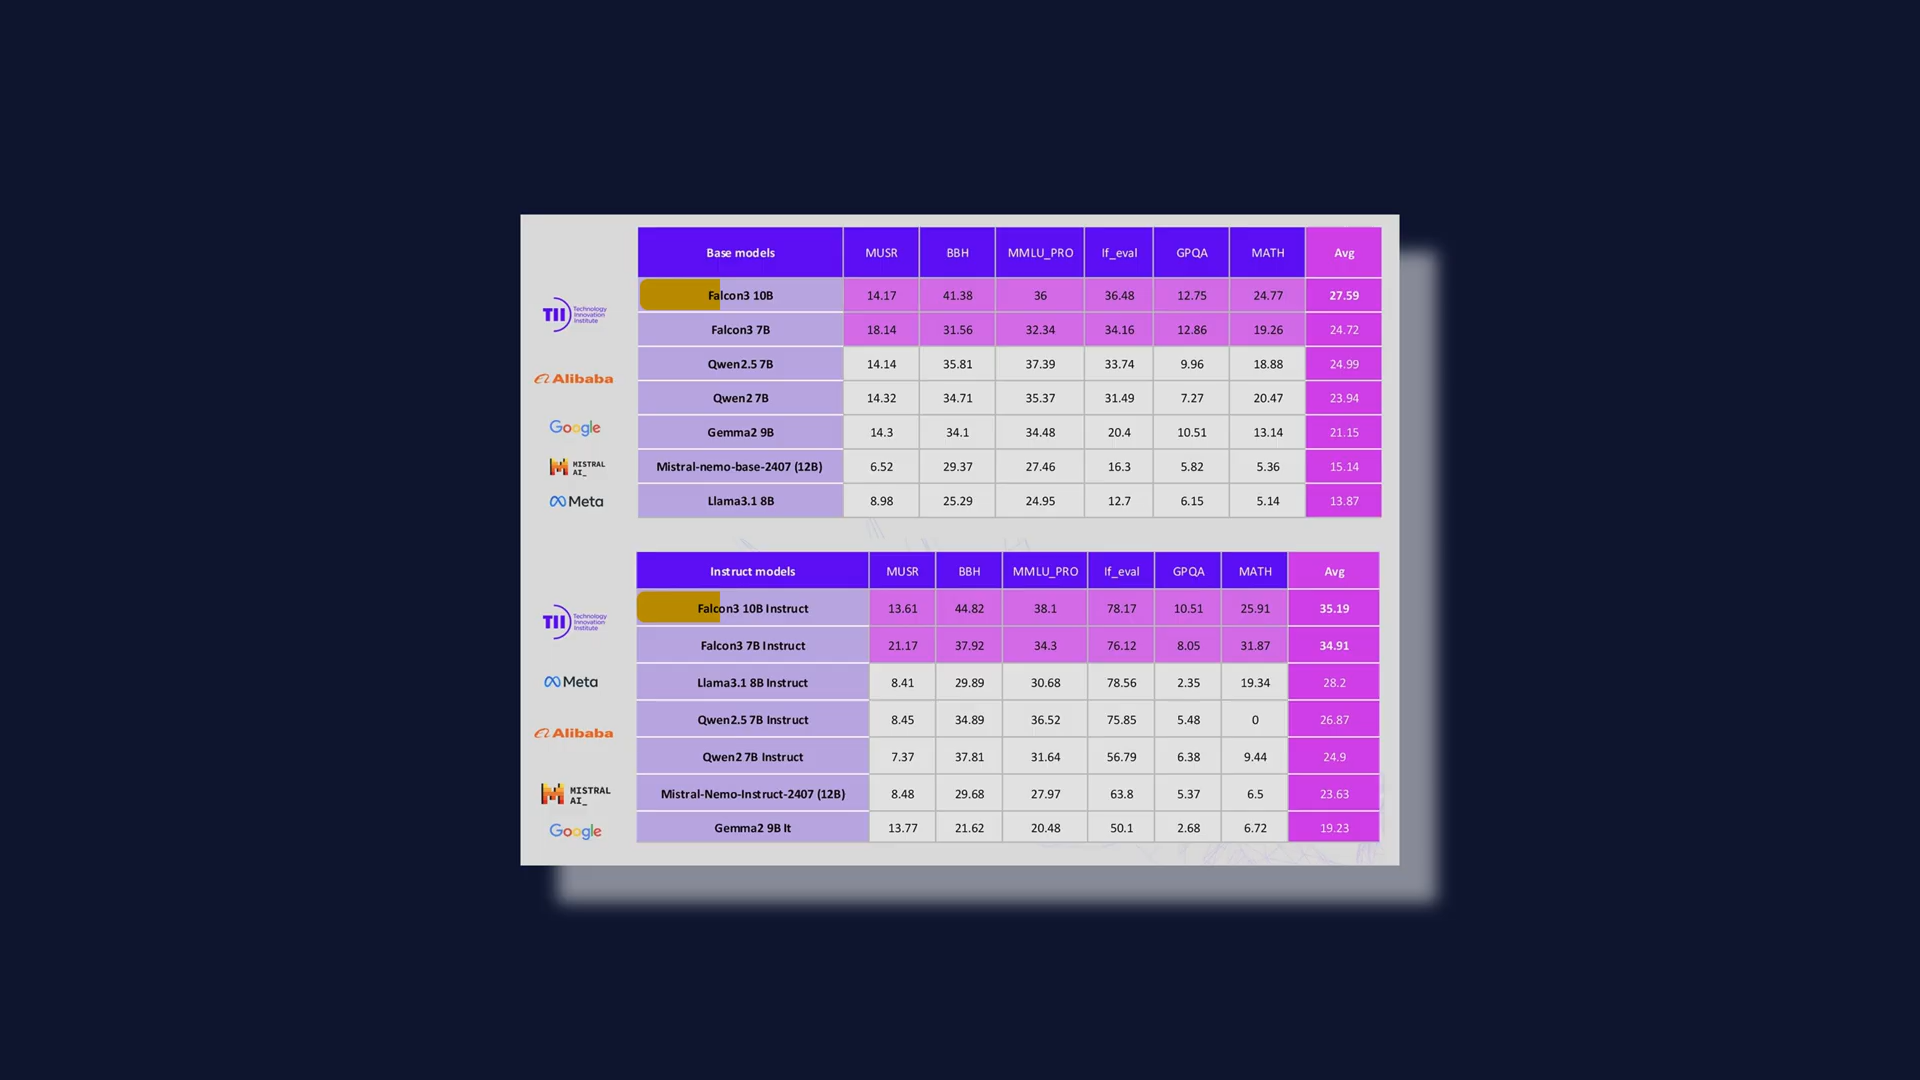 Base models MUSR BBH MMLU_PRO If_eval GPQA MATH Avg
Technology Innovation Institute
TII
Falcon3 10B 14.17 41.38 36 36.48 12.75 24.77 27.59
Falcon3 7B 18.14 31.56 32.34 34.16 12.86 19.26 24.72
Alibaba
Qwen2.5 7B 14.14 35.81 37.39 33.74 9.96 18.88 24.99
Qwen2 7B 14.32 34.71 35.37 31.49 7.27 20.47 23.94
Google Gemma2 9B 14.3 34.1 34.48 20.4 10.51 13.14 21.15
MISTRAL AI_ Mistral-nemo-base-2407 (12B) 6.52 29.37 27.46 16.3 5.82 5.36 15.14
Meta Llama3.1 8B 8.98 25.29 24.95 12.7 6.15 5.14 13.87
Instruct models MUSR BBH MMLU_PRO If_eval GPQA MATH Avg
TII
Technology Innovation Institute
Falcon3 10B Instruct 13.61 44.82 38.1 78.17 10.51 25.91 35.19
Falcon3 7B Instruct 21.17 37.92 34.3 76.12 8.05 31.87 34.91
Meta Llama3.1 8B Instruct 8.41 29.89 30.68 78.56 2.35 19.34 28.2
Alibaba
Qwen2.5 7B Instruct 8.45 34.89 36.52 75.85 5.48 0 26.87
Qwen2 7B Instruct 7.37 37.81 31.64 56.79 6.38 9.44 24.9
MISTRAL AI_ Mistral-Nemo-Instruct-2407 (12B) 8.48 29.68 27.97 63.8 5.37 6.5 23.63
Google Gemma2 9B It 13.77 21.62 20.48 50.1 2.68 6.72 19.23